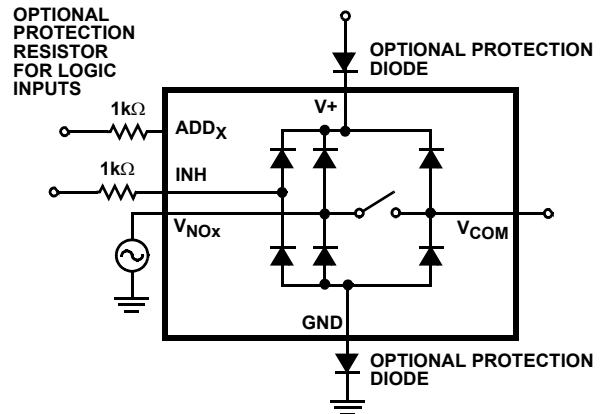 OPTIONAL
PROTECTION
RESISTOR
FOR LOGIC
INPUTS
OPTIONAL PROTECTION
DIODE
1kΩ
ADDX
V+
1kΩ
INH
VNOx
VCOM
GND
OPTIONAL PROTECTION
DIODE